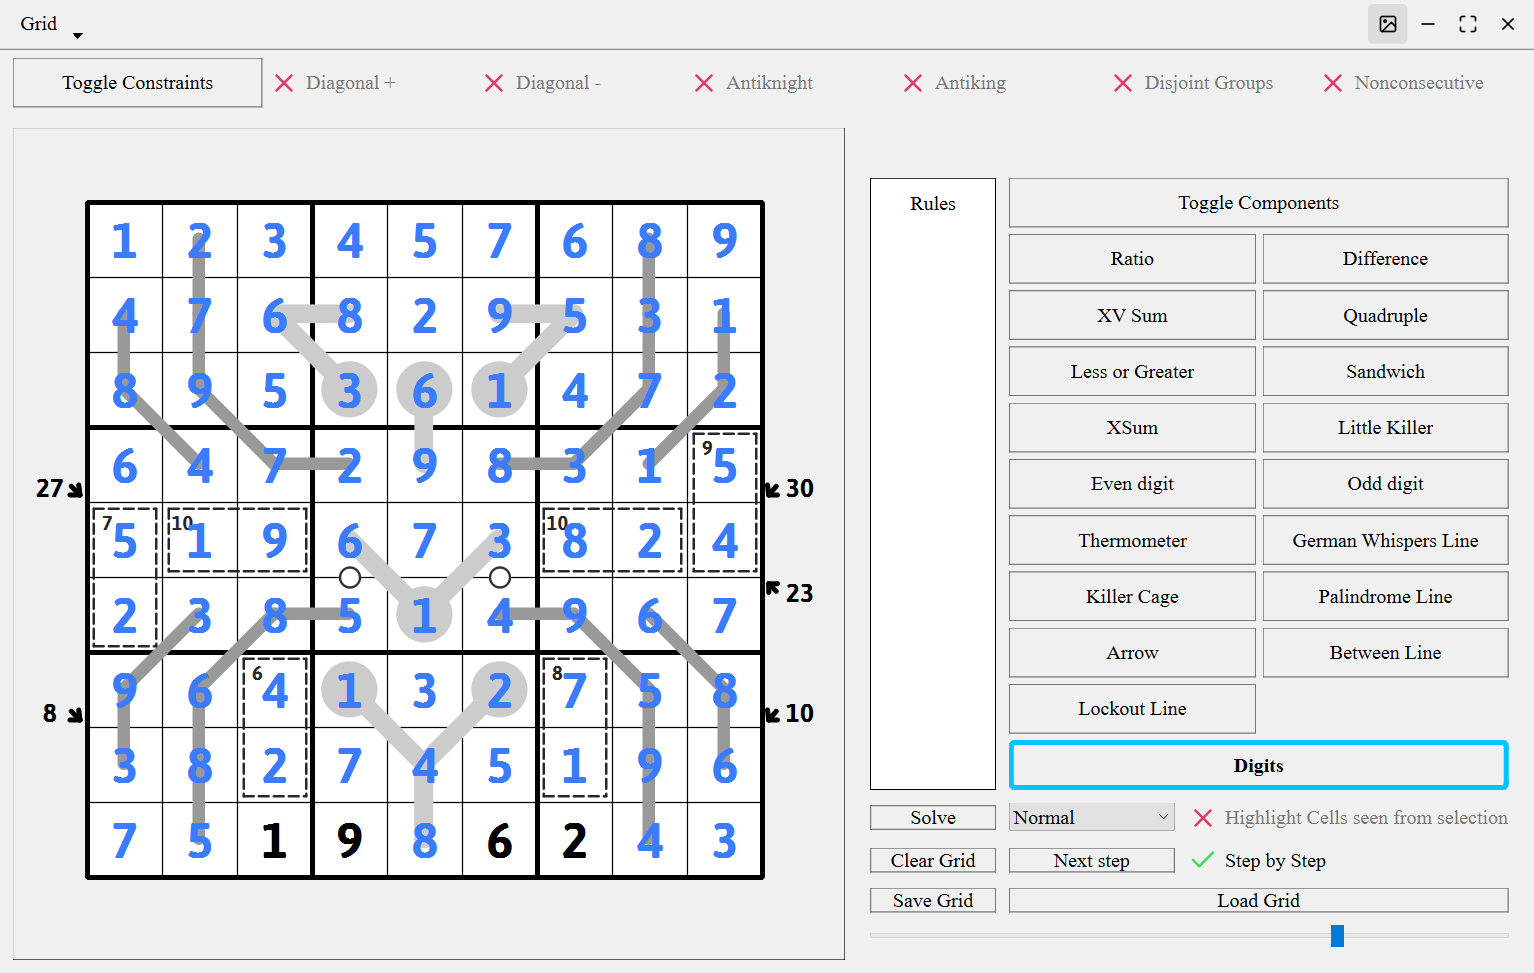 Grid
Toggle Constraints Diagonal + Diagonal - Antiknight Antiking Disjoint Groups Nonconsecutive
Rules
Toggle Components
Ratio Difference
XV Sum Quadruple
Less or Greater Sandwich
XSum Little Killer
Even digit Odd digit
Thermometer German Whispers Line
Killer Cage Palindrome Line
Arrow Between Line
Lockout Line
Digits
Solve Normal Highlight Cells seen from selection
Clear Grid Next step Step by Step
Save Grid Load Grid
1 2 3 4 5 7 6 8 9
4 7 6 8 2 9 5 3 1
8 9 5 3 6 1 4 7 2
9
6 4 7 2 9 8 3 1 5
27 30
7 10 10
5 1 9 6 7 3 8 2 4
23
2 3 8 5 1 4 9 6 7
6 8
9 6 4 1 3 2 7 5 8
8 10
3 8 2 7 4 5 1 9 6
7 5 1 9 8 6 2 4 3